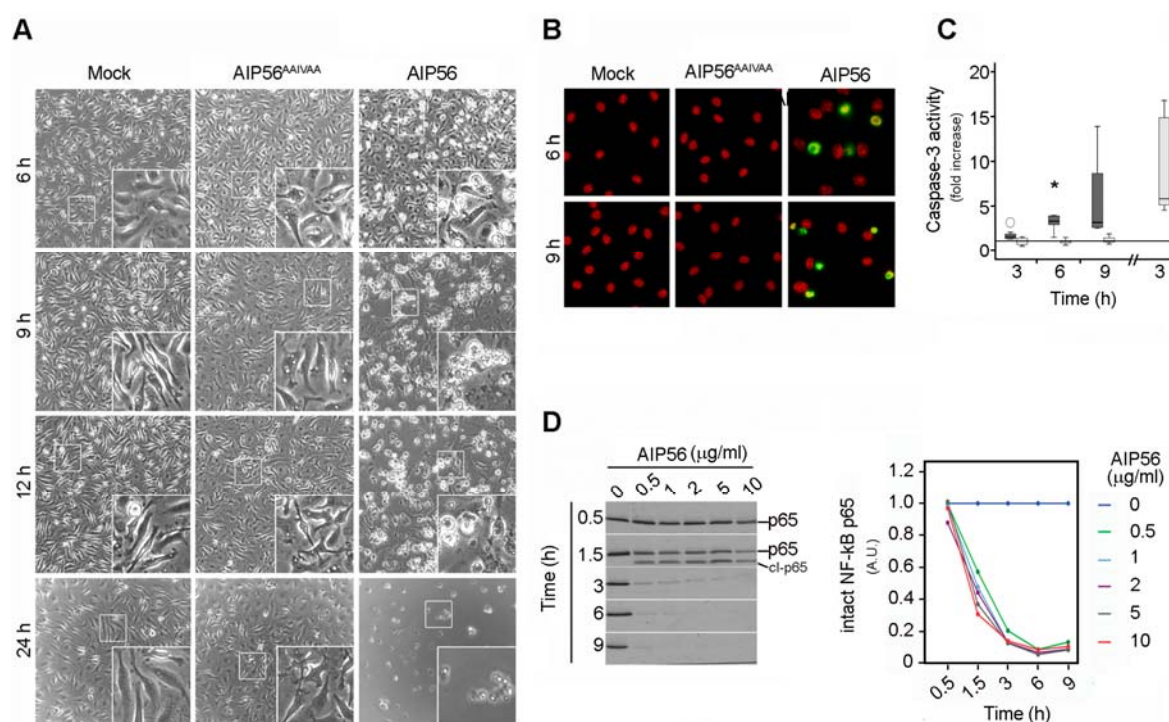 A
Mock
AIP56AAIVAA
AIP56
6 h
9 h
12 h
24 h
B
Mock
AIP56AAIVAA
AIP56
6 h
9 h
C
Caspase-3 activity
(fold increase)
20
15
10
5
0
3
6
9
//
3
Time (h)
*
D
AIP56 (μg/ml)
0 0.5 1 2 5 10
Time (h)
0.5
p65
1.5
p65
cl-p65
3
6
9
intact NF-kB p65
(A.U.)
1.2
1.0
0.8
0.6
0.4
0.2
0
0.5 1.5 3 6 9
Time (h)
AIP56
(μg/ml)
0
0.5
1
2
5
10